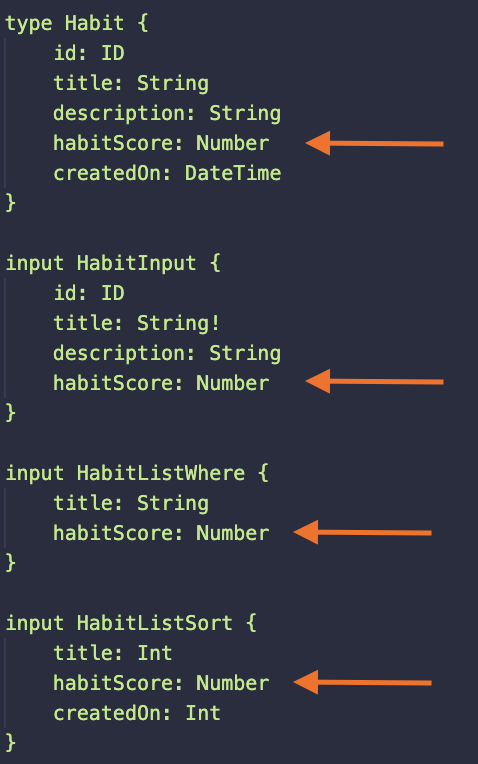 type Habit {
id: ID
title: String
description: String
habitScore: Number
createdOn: DateTime
}
input HabitInput {
id: ID
title: String!
description: String
habitScore: Number
}
input HabitListWhere {
title: String
habitScore: Number
}
input HabitListSort {
title: Int
habitScore: Number
createdOn: Int
}